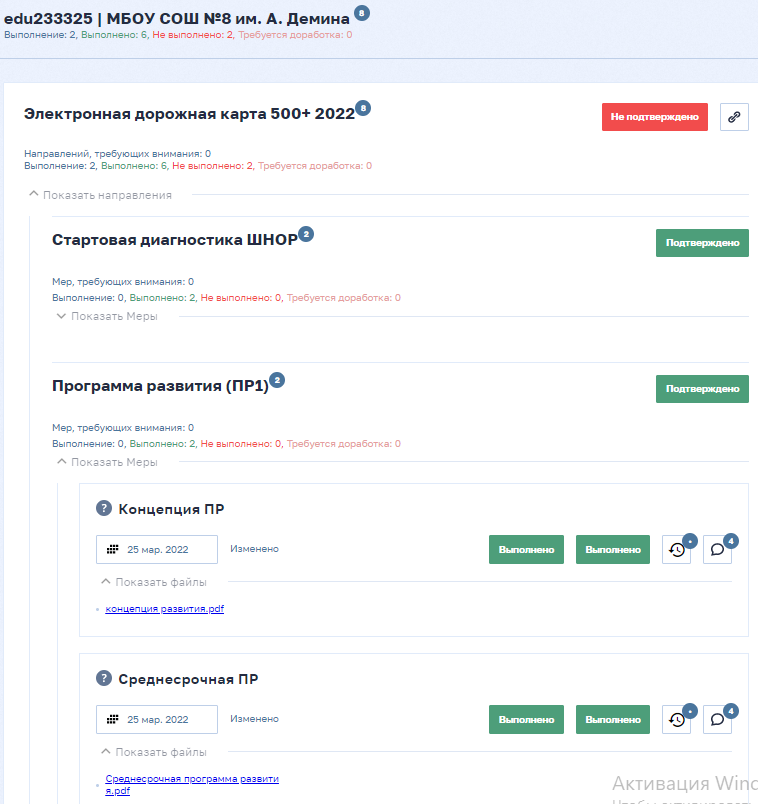 edu233325 | МБОУ СОШ №8 им. А. Демина 8
Выполнение: 2, Выполнено: 6, Не выполнено: 2, Требуется доработка: 0
Электронная дорожная карта 500+ 2022 8
Не подтверждено
Направлений, требующих внимания: 0
Выполнение: 2, Выполнено: 6, Не выполнено: 2, Требуется доработка: 0
Показать направления
Стартовая диагностика ШНОР 2
Подтверждено
Мер, требующих внимания: 0
Выполнение: 0, Выполнено: 2, Не выполнено: 0, Требуется доработка: 0
Показать Меры
Программа развития (ПР1) 2
Подтверждено
Мер, требующих внимания: 0
Выполнение: 0, Выполнено: 2, Не выполнено: 0, Требуется доработка: 0
Показать Меры
? Концепция ПР
25 мар. 2022 Изменено Выполнено Выполнено 4
Показать файлы
концепция развития.pdf
? Среднесрочная ПР
25 мар. 2022 Изменено Выполнено Выполнено 4
Показать файлы
Среднесрочная программа развити
я.pdf
Активация Winc